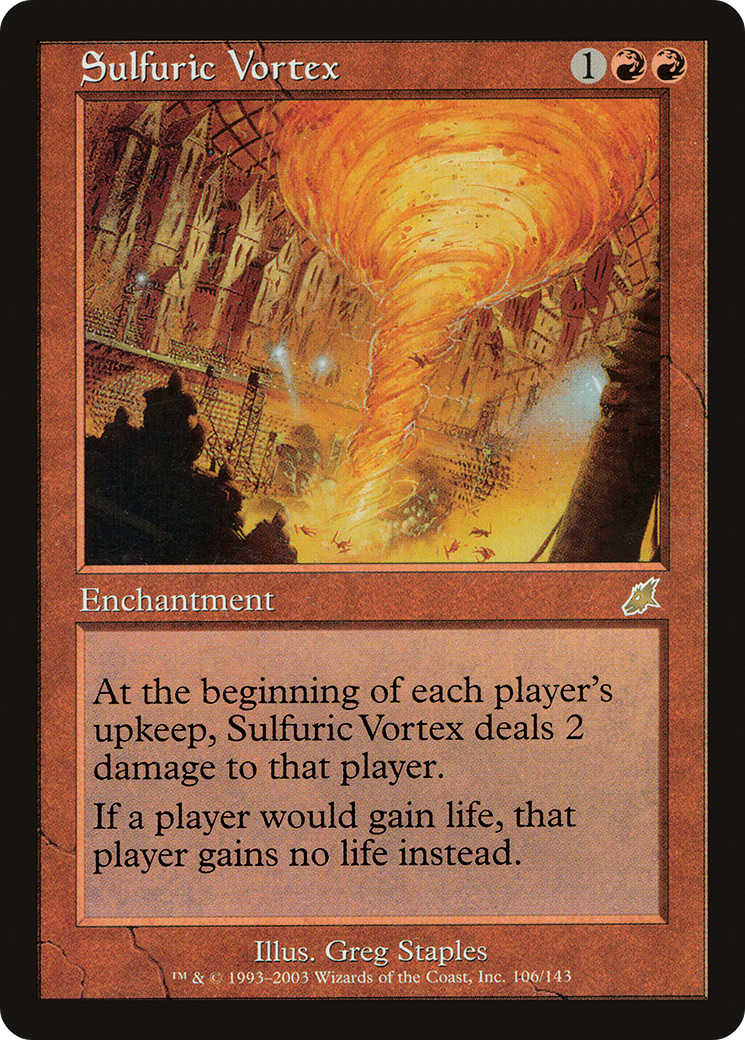 Sulfuric Vortex 1
Enchantment
At the beginning of each player's
upkeep, Sulfuric Vortex deals 2
damage to that player.
If a player would gain life, that
player gains no life instead.
Illus. Greg Staples
™ & © 1993–2003 Wizards of the Coast, Inc. 106/143